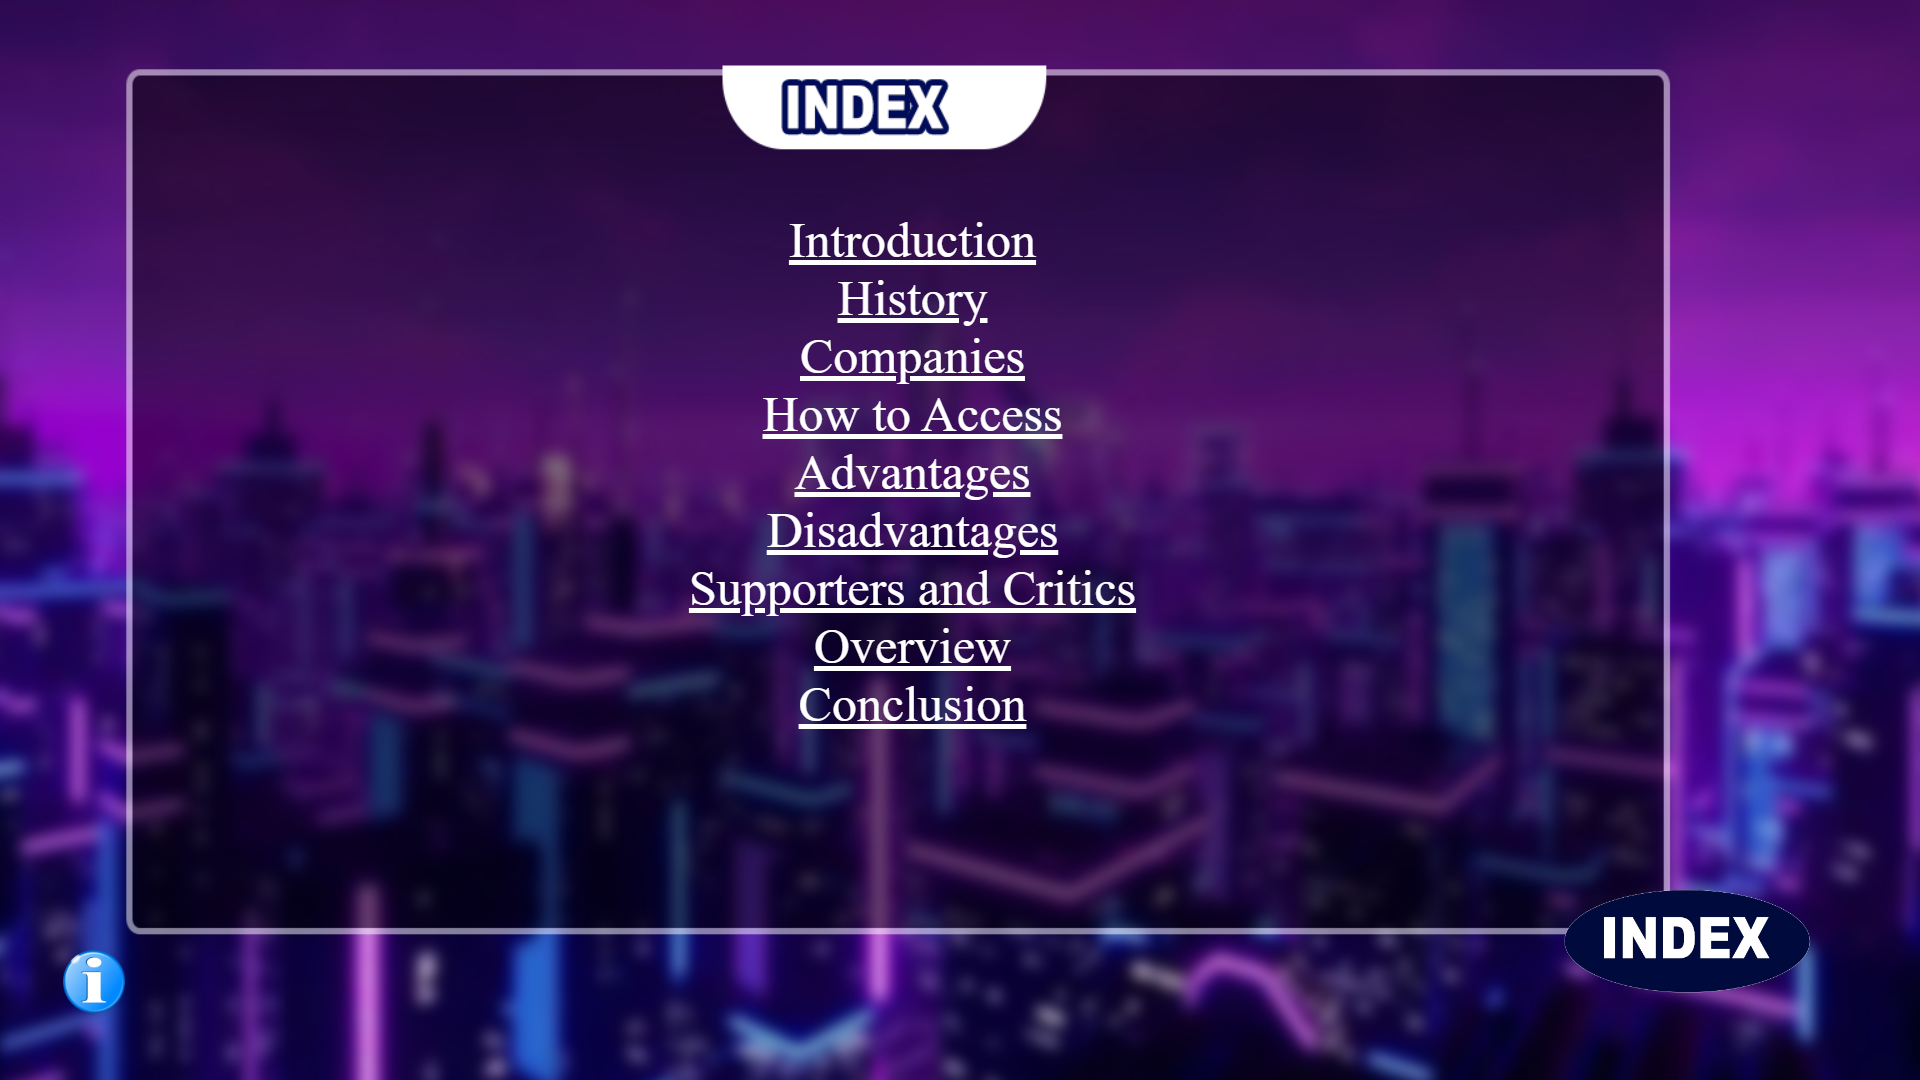 INDEX
Introduction
History
Companies
How to Access
Advantages
Disadvantages
Supporters and Critics
Overview
Conclusion
INDEX
i